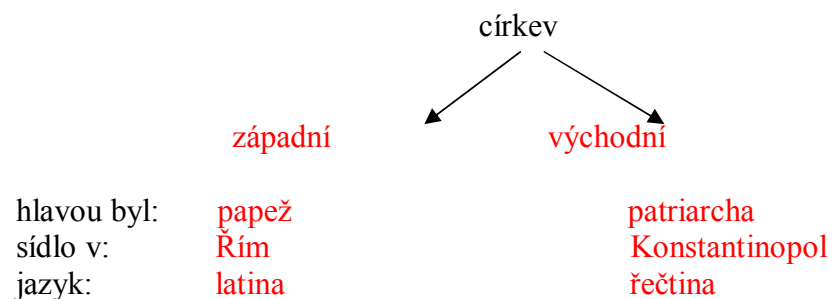 církev
západní východní
hlavou byl: papež patriarcha
sídlo v: Řím Konstantinopol
jazyk: latina řečtina